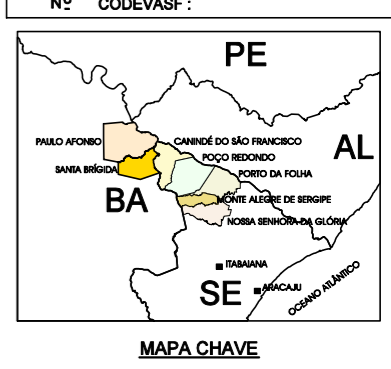 Nº CODEVASF :
PE
PAULO AFONSO
CANINDÉ DO SÃO FRANCISCO
AL
POÇO REDONDO
SANTA BRÍGIDA
PORTO DA FOLHA
BA
MONTE ALEGRE DE SERGIPE
NOSSA SENHORA DA GLÓRIA
ITABAIANA
SE
ARACAJU
OCEANO ATLÂNTICO
MAPA CHAVE